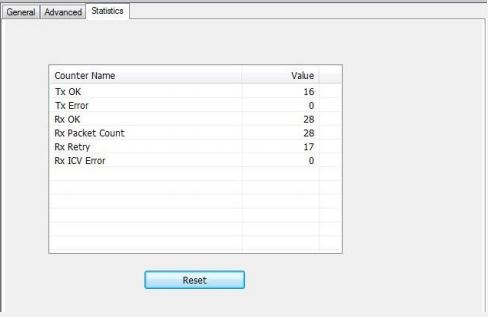 General Advanced Statistics
Counter Name Value
Tx OK 16
Tx Error 0
Rx OK 28
Rx Packet Count 28
Rx Retry 17
Rx ICV Error 0
Reset